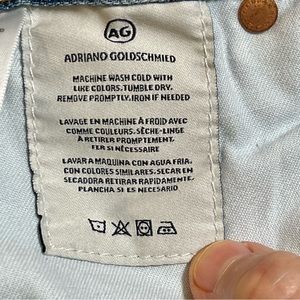 AG
ADRIANO GOLDSCHMIED
MACHINE WASH COLD WITH
LIKE COLORS. TUMBLE DRY.
REMOVE PROMPTLY. IRON IF NEEDED
LAVAGE EN MACHINE À FROID AVEC
COMME COULEURS. SÈCHE-LINGE
À RETIRER PROMPTEMENT.
FER SI NÉCESSAIRE
LAVAR A MAQUINA CON AGUA FRIA.
CON COLORES SIMILARES. SECAR EN
SECADORA RETIRAR RAPIDAMENTE.
PLANCHA SI ES NECESARIO